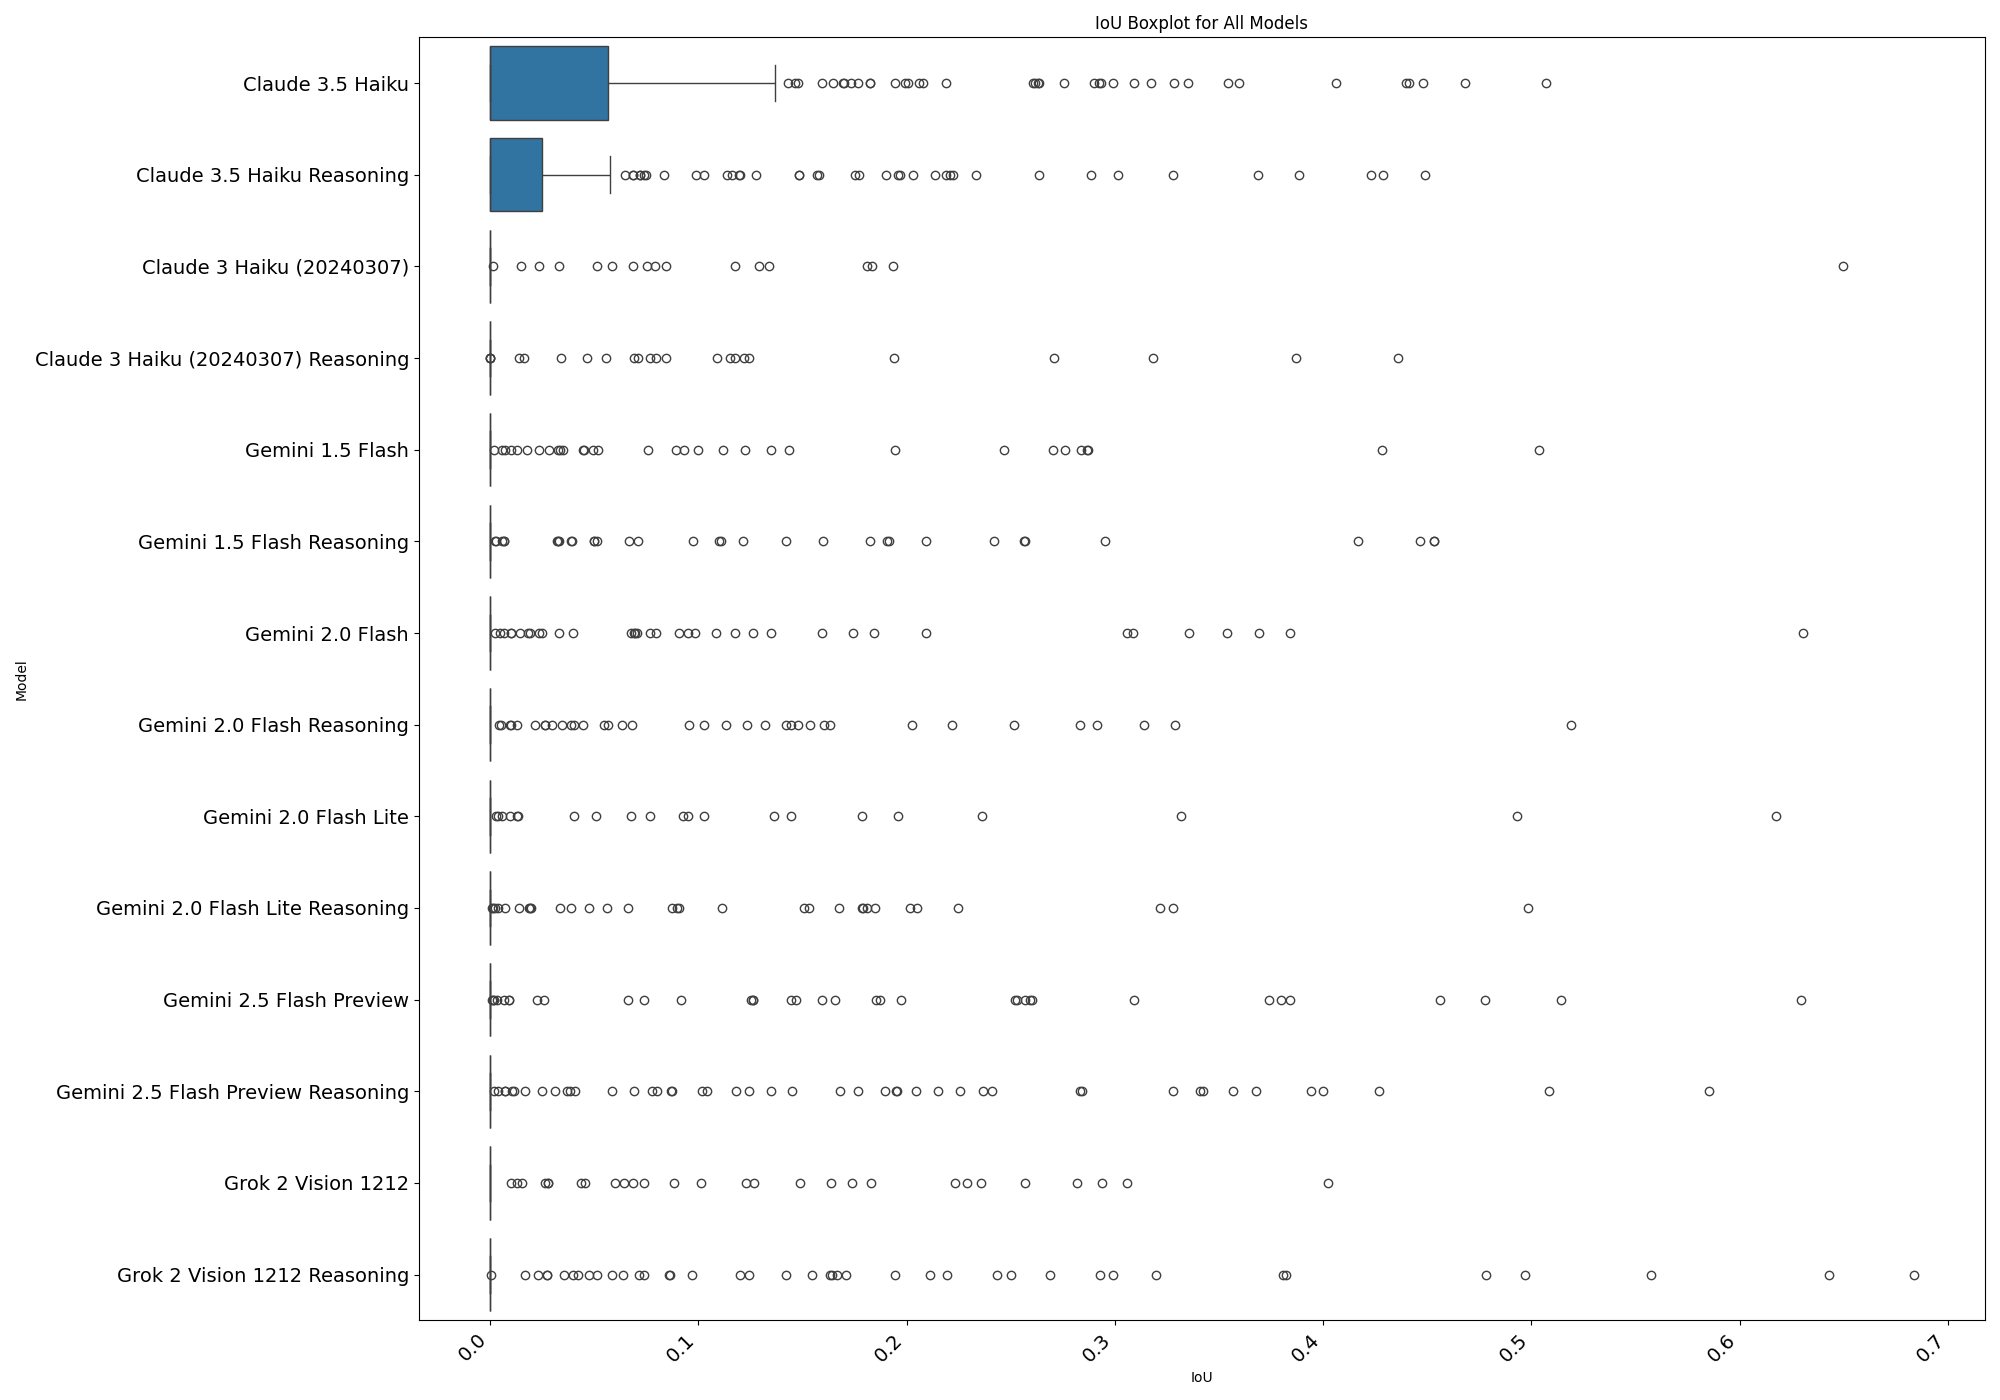 IoU Boxplot for All Models
Model
Claude 3.5 Haiku
Claude 3.5 Haiku Reasoning
Claude 3 Haiku (20240307)
Claude 3 Haiku (20240307) Reasoning
Gemini 1.5 Flash
Gemini 1.5 Flash Reasoning
Gemini 2.0 Flash
Gemini 2.0 Flash Reasoning
Gemini 2.0 Flash Lite
Gemini 2.0 Flash Lite Reasoning
Gemini 2.5 Flash Preview
Gemini 2.5 Flash Preview Reasoning
Grok 2 Vision 1212
Grok 2 Vision 1212 Reasoning
0.0 0.1 0.2 0.3 0.4 0.5 0.6 0.7
IoU